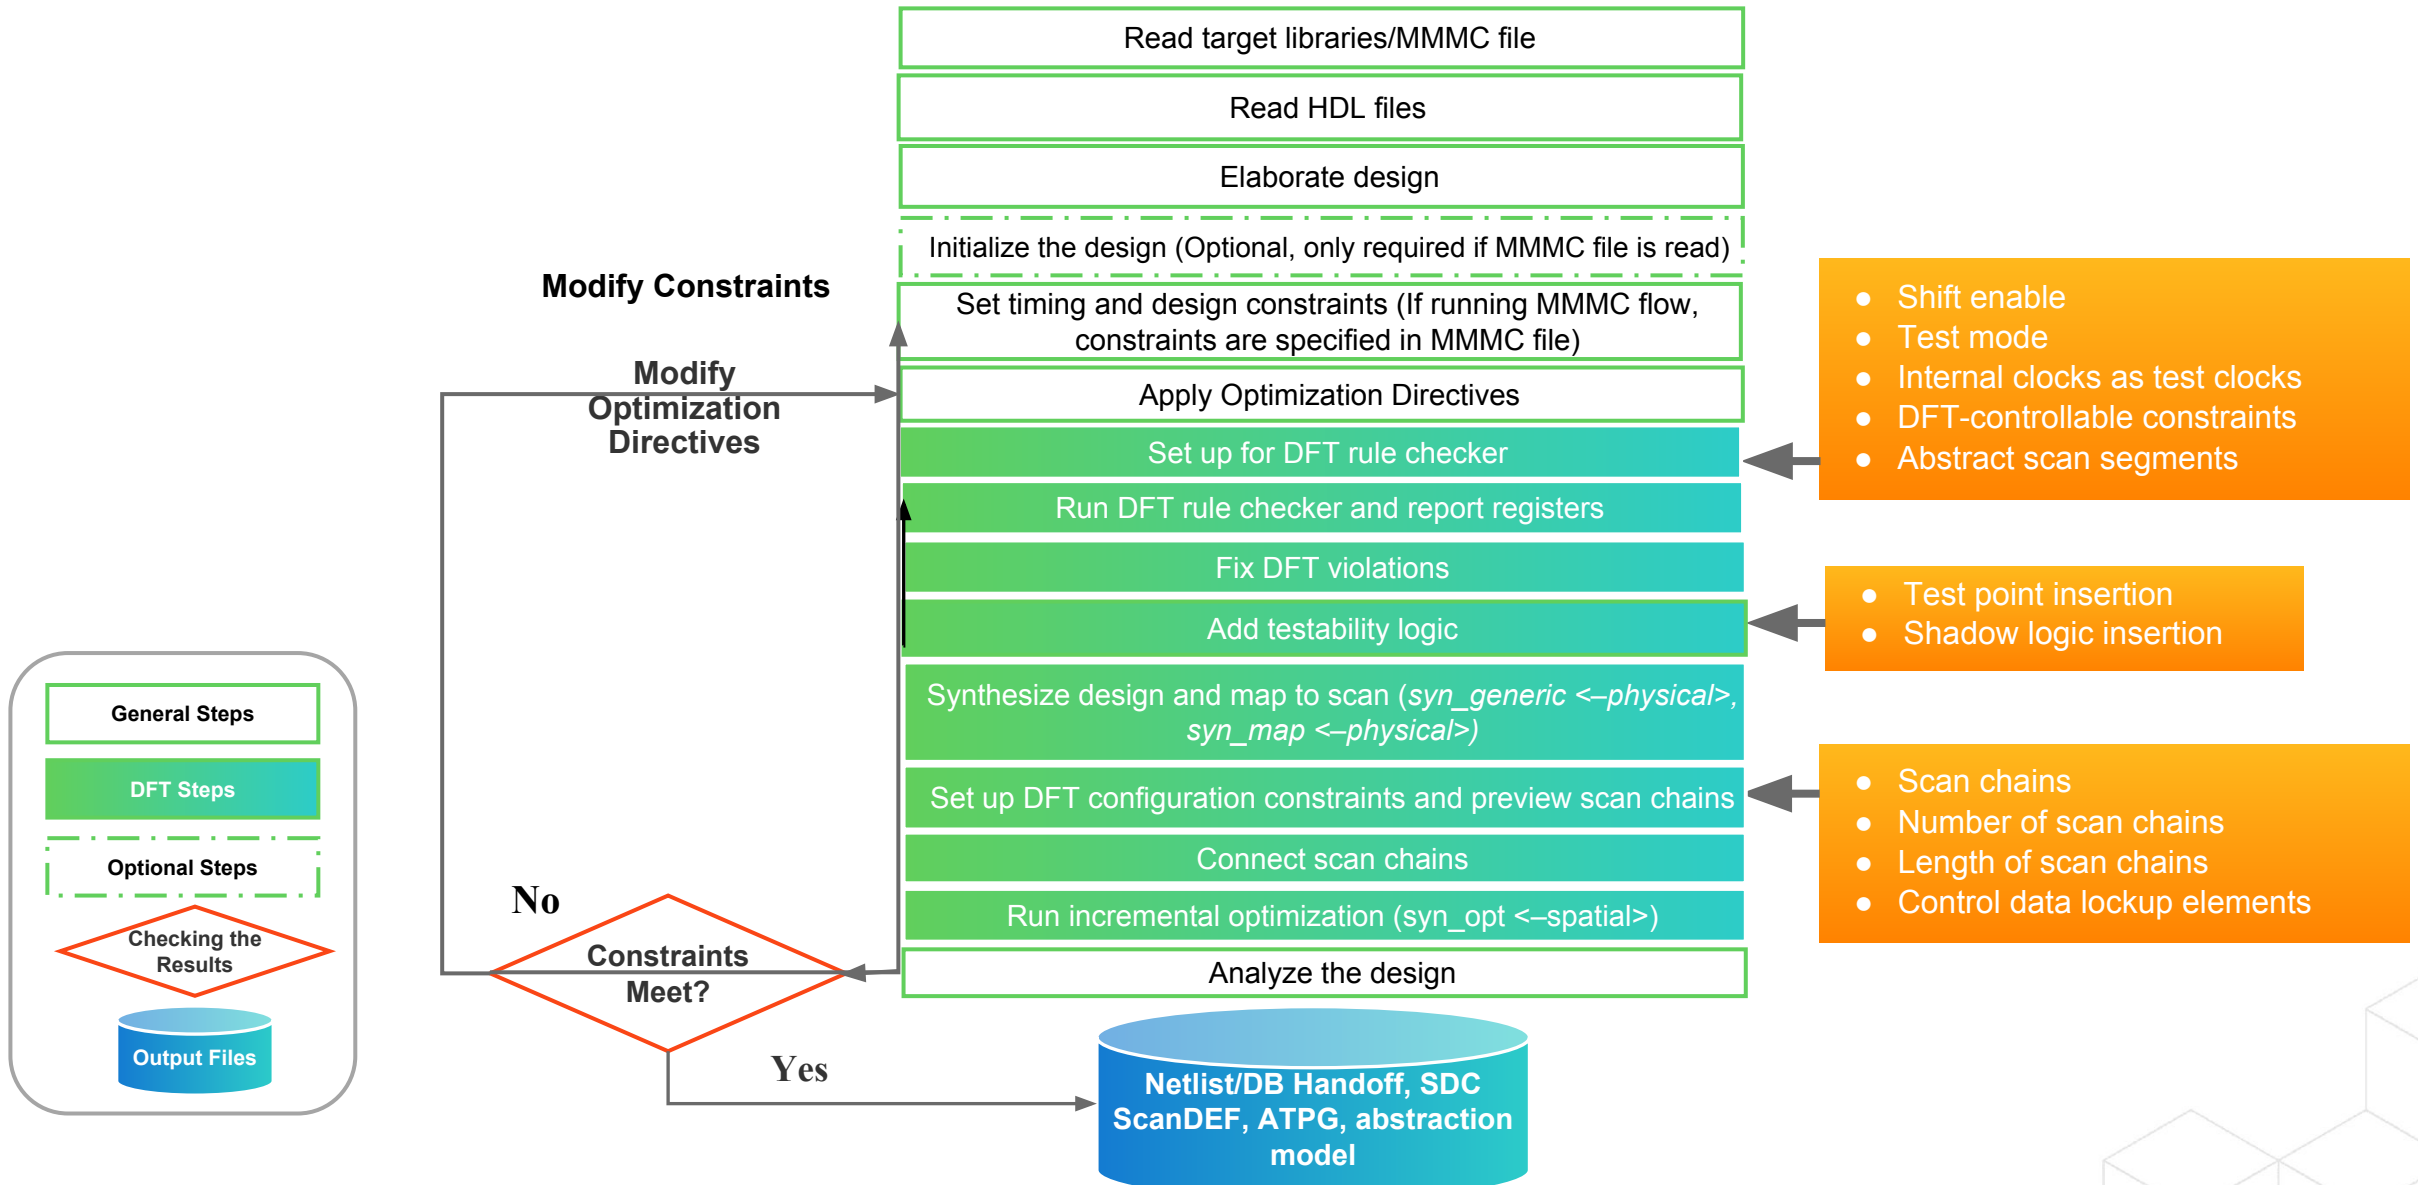 Read target libraries/MMMC file
Read HDL files
Elaborate design
Initialize the design (Optional, only required if MMMC file is read)
Modify Constraints
Set timing and design constraints (If running MMMC flow,
constraints are specified in MMMC file)
Modify
Optimization
Directives
Apply Optimization Directives
Set up for DFT rule checker
Run DFT rule checker and report registers
Fix DFT violations
Add testability logic
Synthesize design and map to scan (syn_generic <–physical>,
syn_map <–physical>)
Set up DFT configuration constraints and preview scan chains
Connect scan chains
Run incremental optimization (syn_opt <–spatial>)
Analyze the design
● Shift enable
● Test mode
● Internal clocks as test clocks
● DFT-controllable constraints
● Abstract scan segments
● Test point insertion
● Shadow logic insertion
● Scan chains
● Number of scan chains
● Length of scan chains
● Control data lockup elements
General Steps
DFT Steps
Optional Steps
Checking the
Results
Output Files
No
Constraints
Meet?
Yes
Netlist/DB Handoff, SDC
ScanDEF, ATPG, abstraction
model